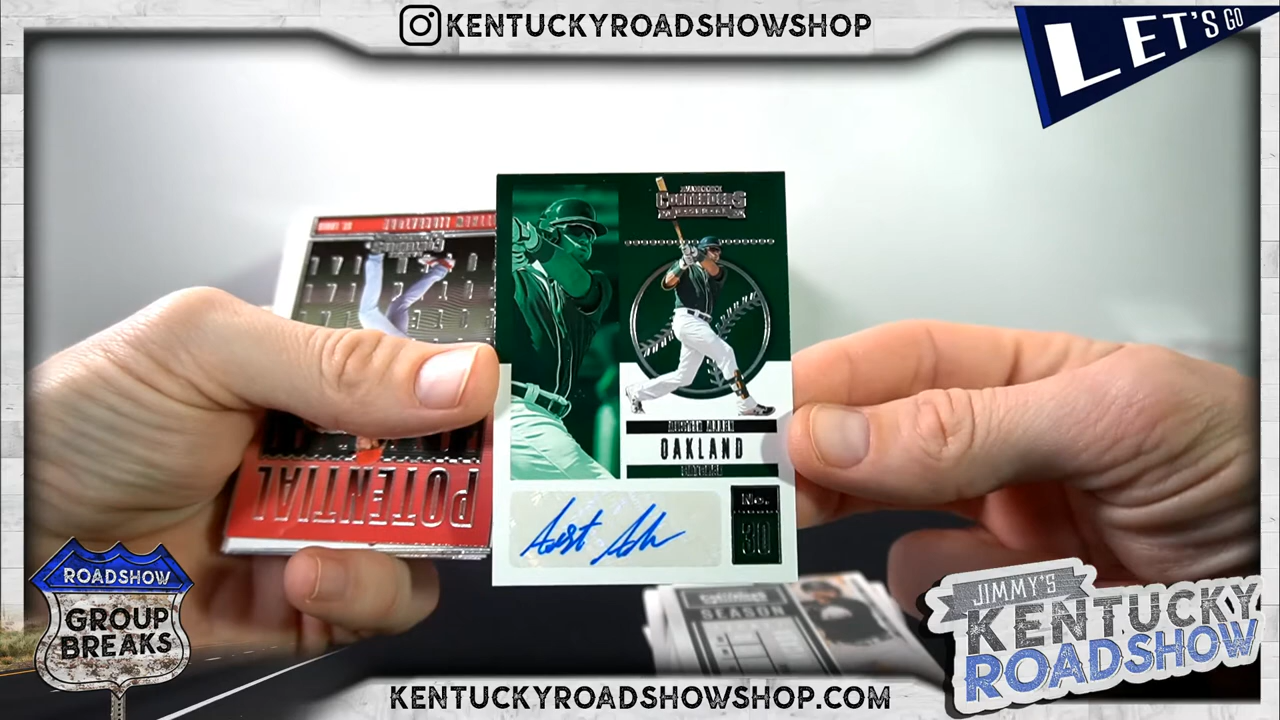 KENTUCKYROADSHOWSHOP
LET'S GO
CONTENDERS
OAKLAND
No.
30
POTENTIAL
SEASON
ROADSHOW
GROUP
BREAKS
JIMMY'S
KENTUCKY
ROADSHOW
KENTUCKYROADSHOWSHOP.COM